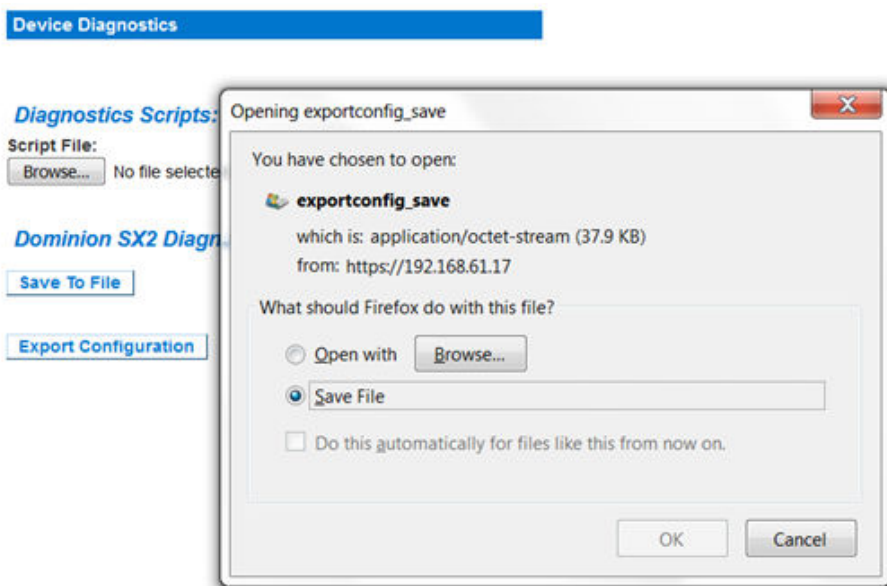 Device Diagnostics
Opening exportconfig_save
Diagnostics Scripts:
You have chosen to open:
Script File:
Browse... No file selecte
exportconfig_save
which is: application/octet-stream (37.9 KB)
Dominion SX2 Diagn
from: https://192.168.61.17
Save To File
What should Firefox do with this file?
Export Configuration
Open with Browse...
Save File
Do this automatically for files like this from now on.
OK Cancel